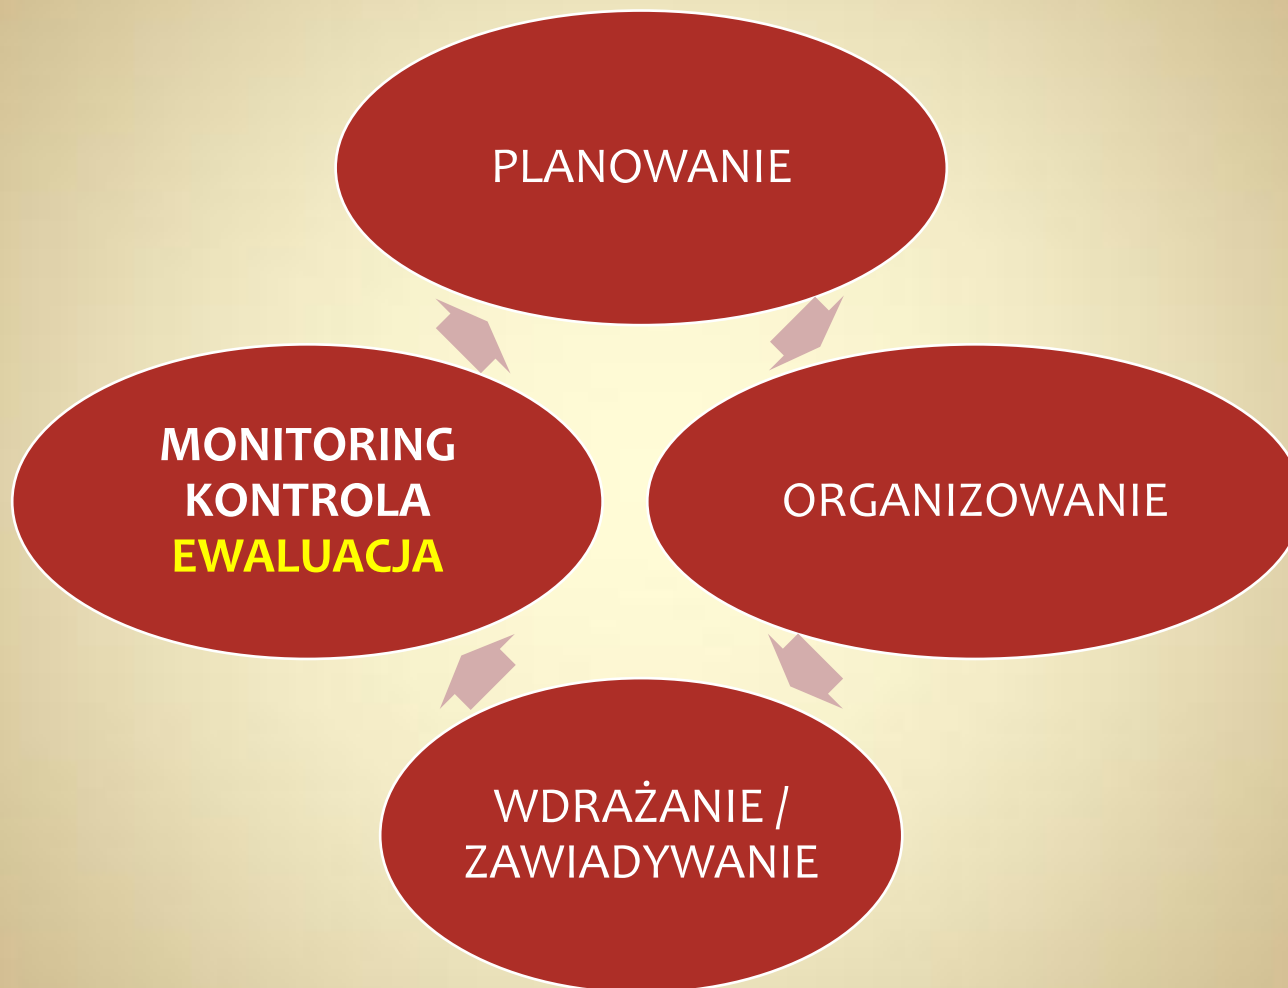 PLANOWANIE
MONITORING
KONTROLA
EWALUACJA
ORGANIZOWANIE
WDRAŻANIE /
ZAWIADYWANIE